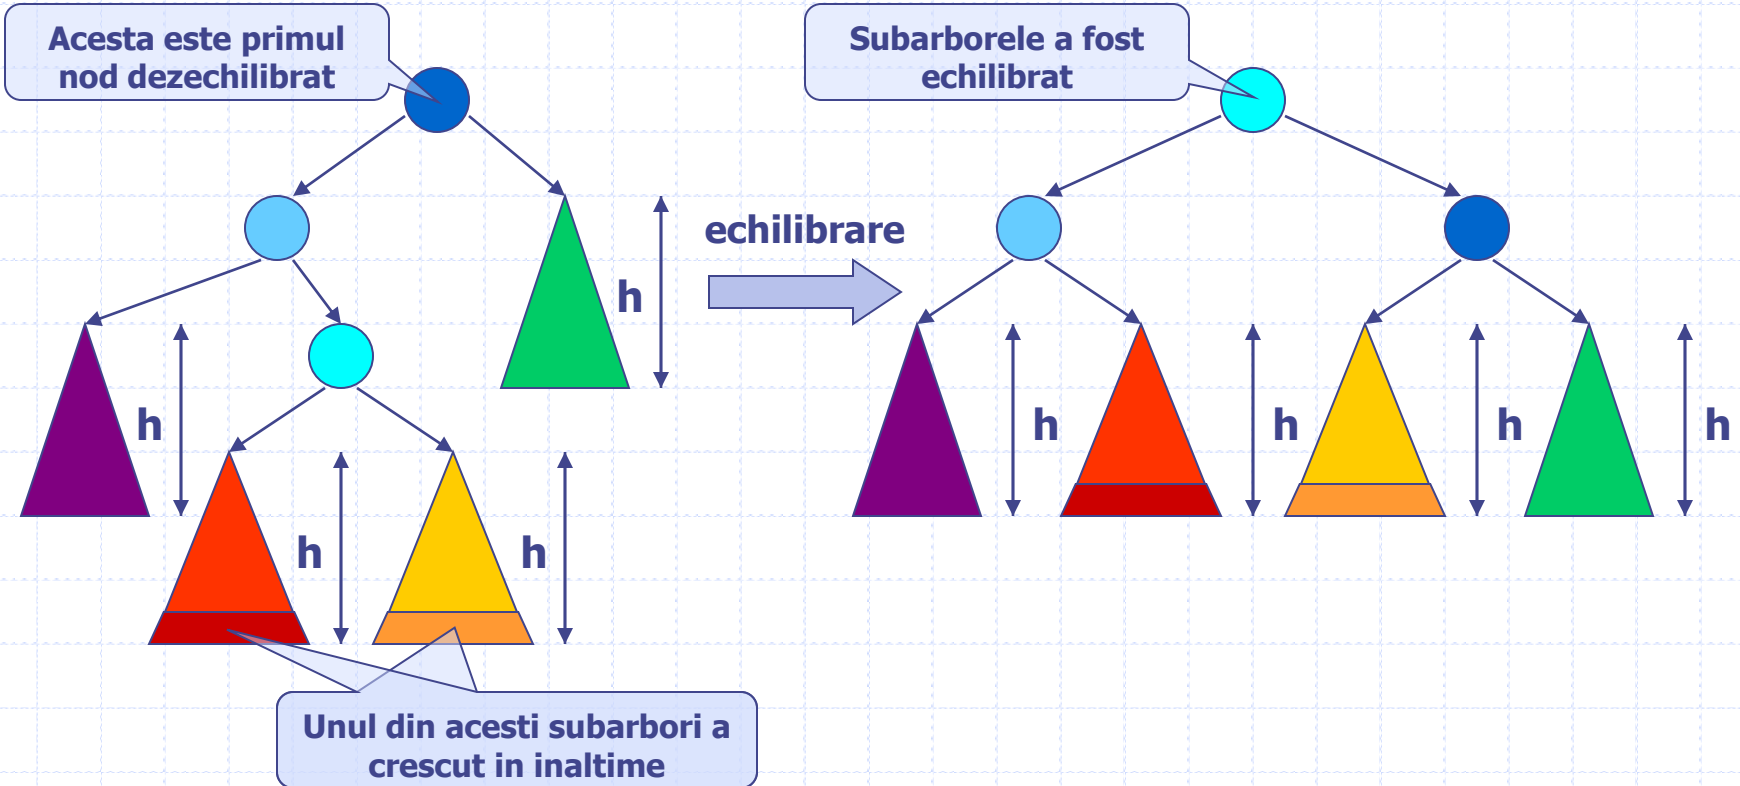 Acesta este primul
nod dezechilibrat
Subarborele a fost
echilibrat
echilibrare
h
h
h
h
h
h
h
h
Unul din acesti subarbori a
crescut in inaltime